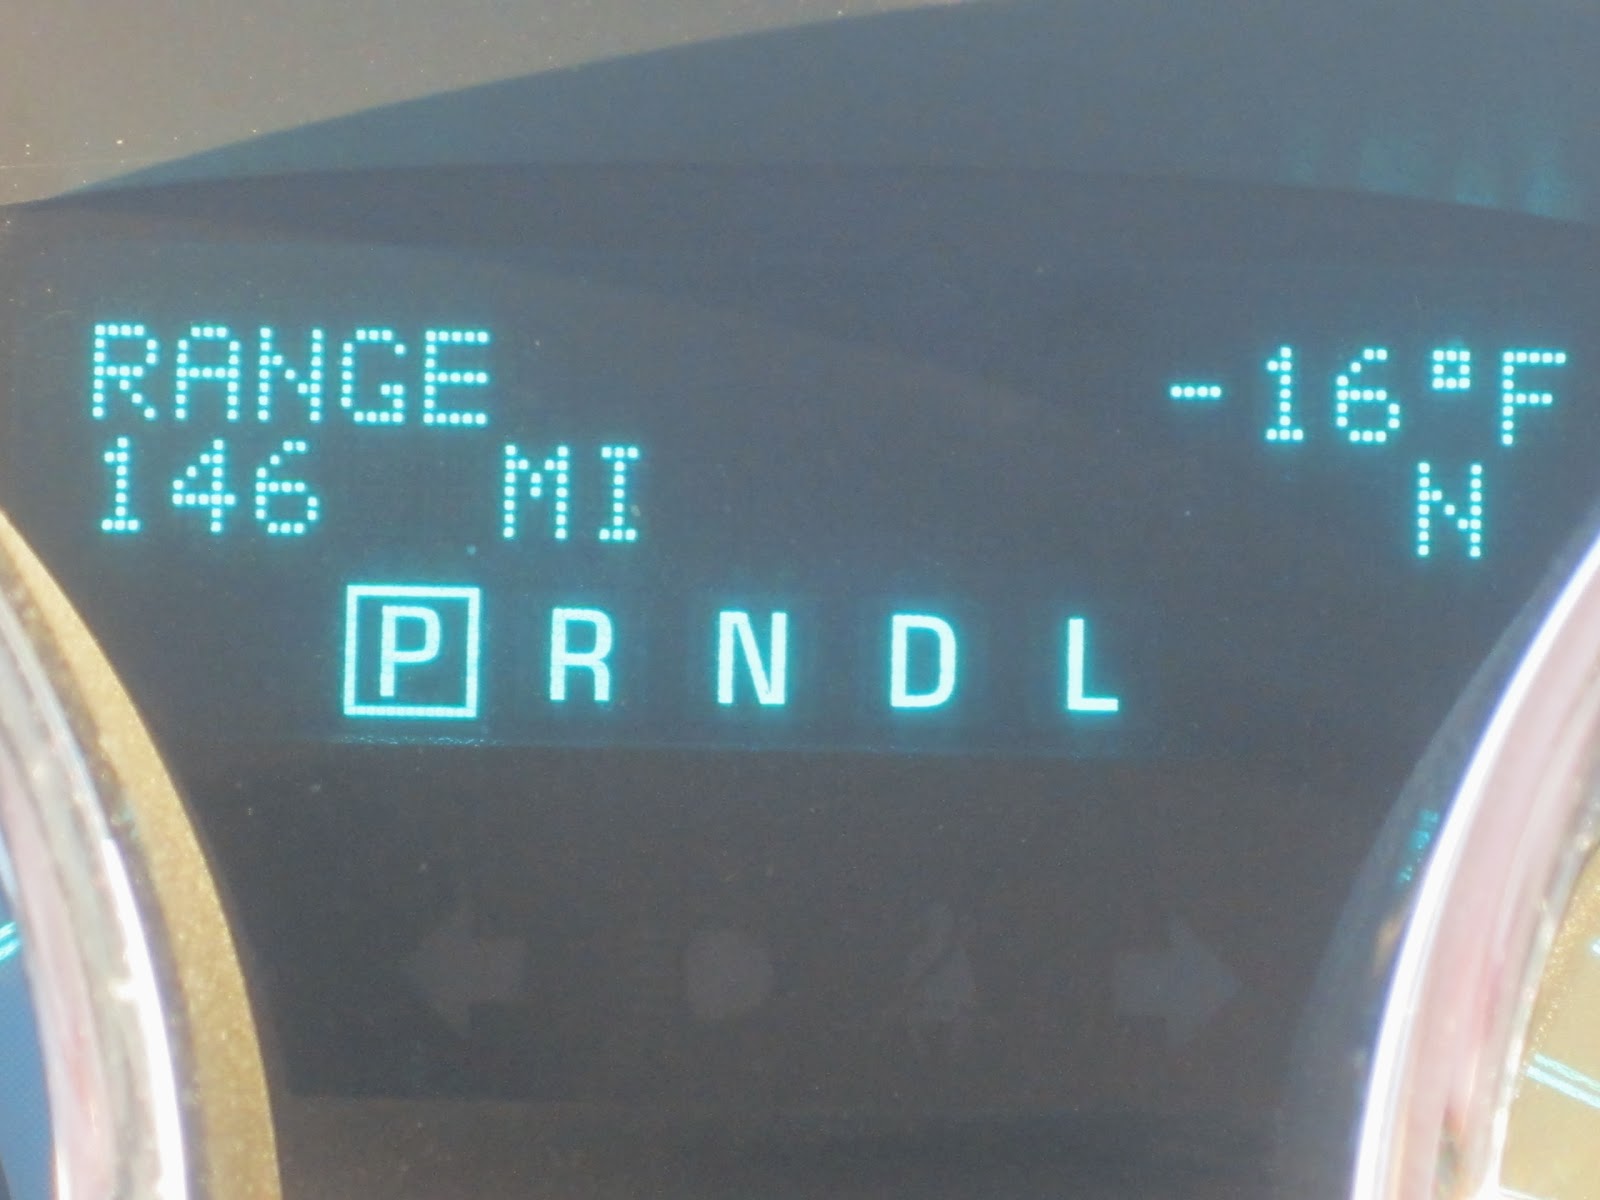 RANGE -16°F
146 MI N
P R N D L